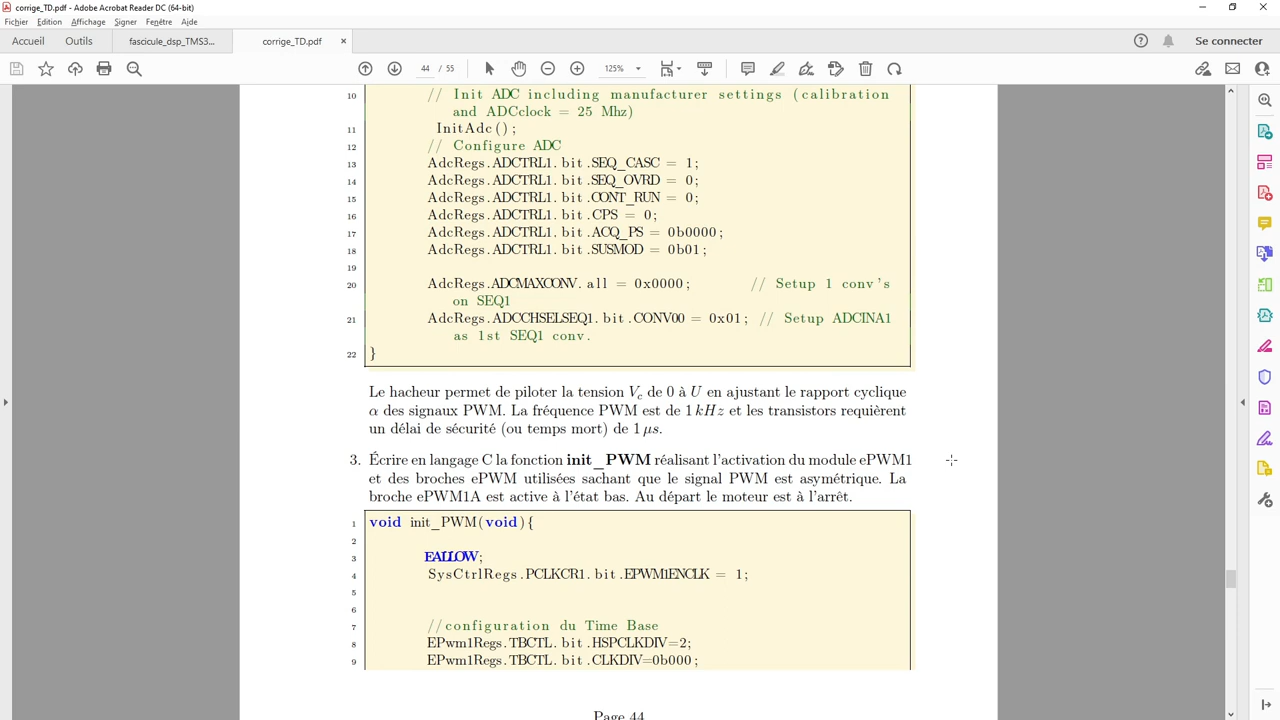 corrige_TD.pdf - Adobe Acrobat Reader DC (64-bit)
Fichier Edition Affichage Signer Fenêtre Aide
Accueil Outils fascicule_dsp_TMS3... corrige_TD.pdf × Se connecter
44 / 55 125%
10 // Init ADC including manufacturer settings (calibration
and ADCclock = 25 Mhz)
11 InitAdc();
12 // Configure ADC
13 AdcRegs.ADCTRL1.bit.SEQ_CASC = 1;
14 AdcRegs.ADCTRL1.bit.SEQ_OVRD = 0;
15 AdcRegs.ADCTRL1.bit.CONT_RUN = 0;
16 AdcRegs.ADCTRL1.bit.CPS = 0;
17 AdcRegs.ADCTRL1.bit.ACQ_PS = 0b0000;
18 AdcRegs.ADCTRL1.bit.SUSMOD = 0b01;
19
20 AdcRegs.ADCMAXCONV.all = 0x0000; // Setup 1 conv's
on SEQ1
21 AdcRegs.ADCCHSELSEQ1.bit.CONV00 = 0x01; // Setup ADCINA1
as 1st SEQ1 conv.
22 }
Le hacheur permet de piloter la tension Vc de 0 à U en ajustant le rapport cyclique
α des signaux PWM. La fréquence PWM est de 1 kHz et les transistors requièrent
un délai de sécurité (ou temps mort) de 1 µs.
3. Écrire en langage C la fonction init_PWM réalisant l'activation du module ePWM1
et des broches ePWM utilisées sachant que le signal PWM est asymétrique. La
broche ePWM1A est active à l'état bas. Au départ le moteur est à l'arrêt.
1 void init_PWM(void){
2
3 EALLOW;
4 SysCtrlRegs.PCLKCR1.bit.EPWM1ENCLK = 1;
5
6
7 //configuration du Time Base
8 EPwm1Regs.TBCTL.bit.HSPCLKDIV=2;
9 EPwm1Regs.TBCTL.bit.CLKDIV=0b000;
Page 44